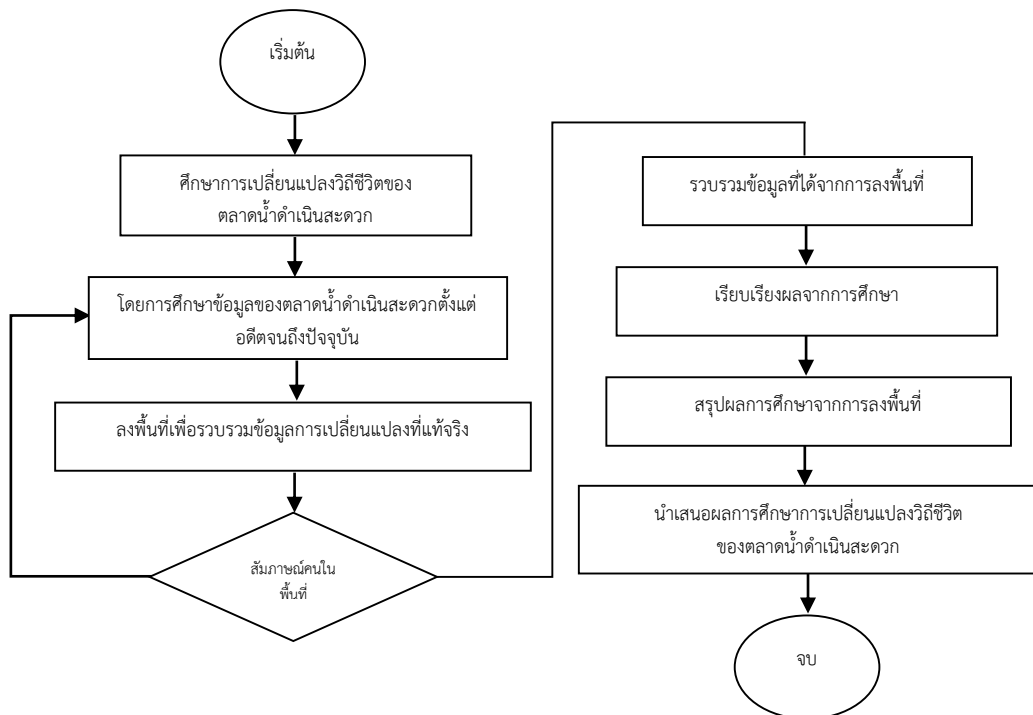 เริ่มต้น
ศึกษาการเปลี่ยนแปลงวิถีชีวิตของ
ตลาดน้ำดำเนินสะดวก
โดยการศึกษาข้อมูลของตลาดน้ำดำเนินสะดวกตั้งแต่
อดีตจนถึงปัจจุบัน
ลงพื้นที่เพื่อรวบรวมข้อมูลการเปลี่ยนแปลงที่แท้จริง
สัมภาษณ์คนใน
พื้นที่
รวบรวมข้อมูลที่ได้จากการลงพื้นที่
เรียบเรียงผลจากการศึกษา
สรุปผลการศึกษาจากการลงพื้นที่
นำเสนอผลการศึกษาการเปลี่ยนแปลงวิถีชีวิต
ของตลาดน้ำดำเนินสะดวก
จบ